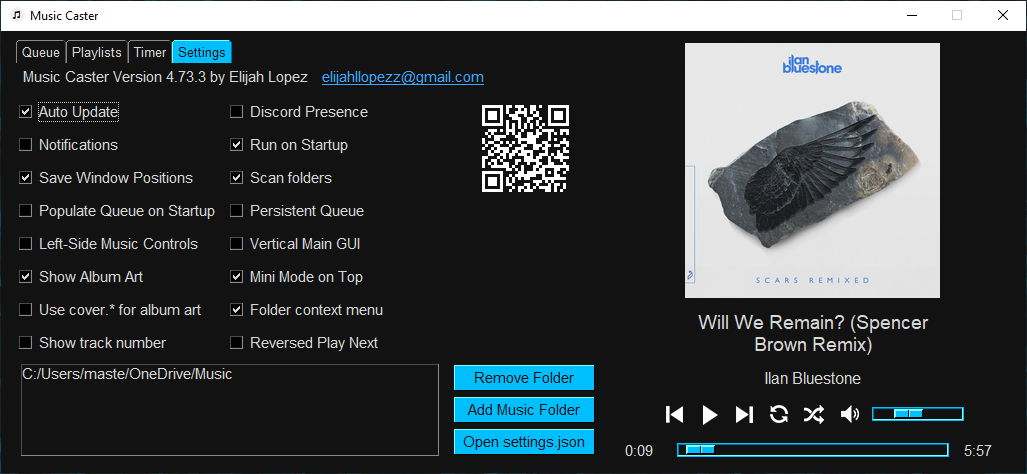 Music Caster
Queue Playlists Timer Settings
Music Caster Version 4.73.3 by Elijah Lopez elijahllopezz@gmail.com
Auto Update Discord Presence
Notifications Run on Startup
Save Window Positions Scan folders
Populate Queue on Startup Persistent Queue
Left-Side Music Controls Vertical Main GUI
Show Album Art Mini Mode on Top
Use cover.* for album art Folder context menu
Show track number Reversed Play Next
C:/Users/maste/OneDrive/Music
Remove Folder
Add Music Folder
Open settings.json
ilan
bluestone
SCARS REMIXED
Will We Remain? (Spencer
Brown Remix)
Ilan Bluestone
0:09 5:57